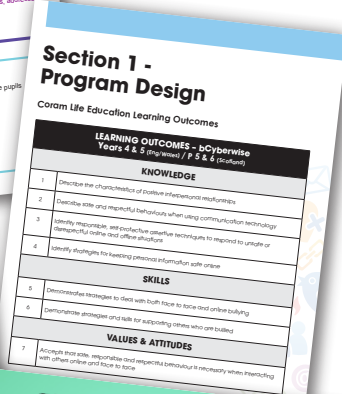 e pupils
Section 1 -
Program Design
Coram Life Education Learning Outcomes
LEARNING OUTCOMES – bCyberwise
Years 4 & 5 (Eng/Wales) / P 5 & 6 (Scotland)
KNOWLEDGE
1 Describe the characteristics of positive interpersonal relationships
2 Describe safe and respectful behaviours when using communication technology
3 Identify responsible, self-protective assertive techniques to respond to unsafe or
disrespectful online and offline situations
4 Identify strategies for keeping personal information safe online
SKILLS
5 Demonstrates strategies to deal with both face to face and online bullying
6 Demonstrate strategies and skills for supporting others who are bullied
VALUES & ATTITUDES
7 Accepts that safe, responsible and respectful behaviour is necessary when interacting
with others online and face to face